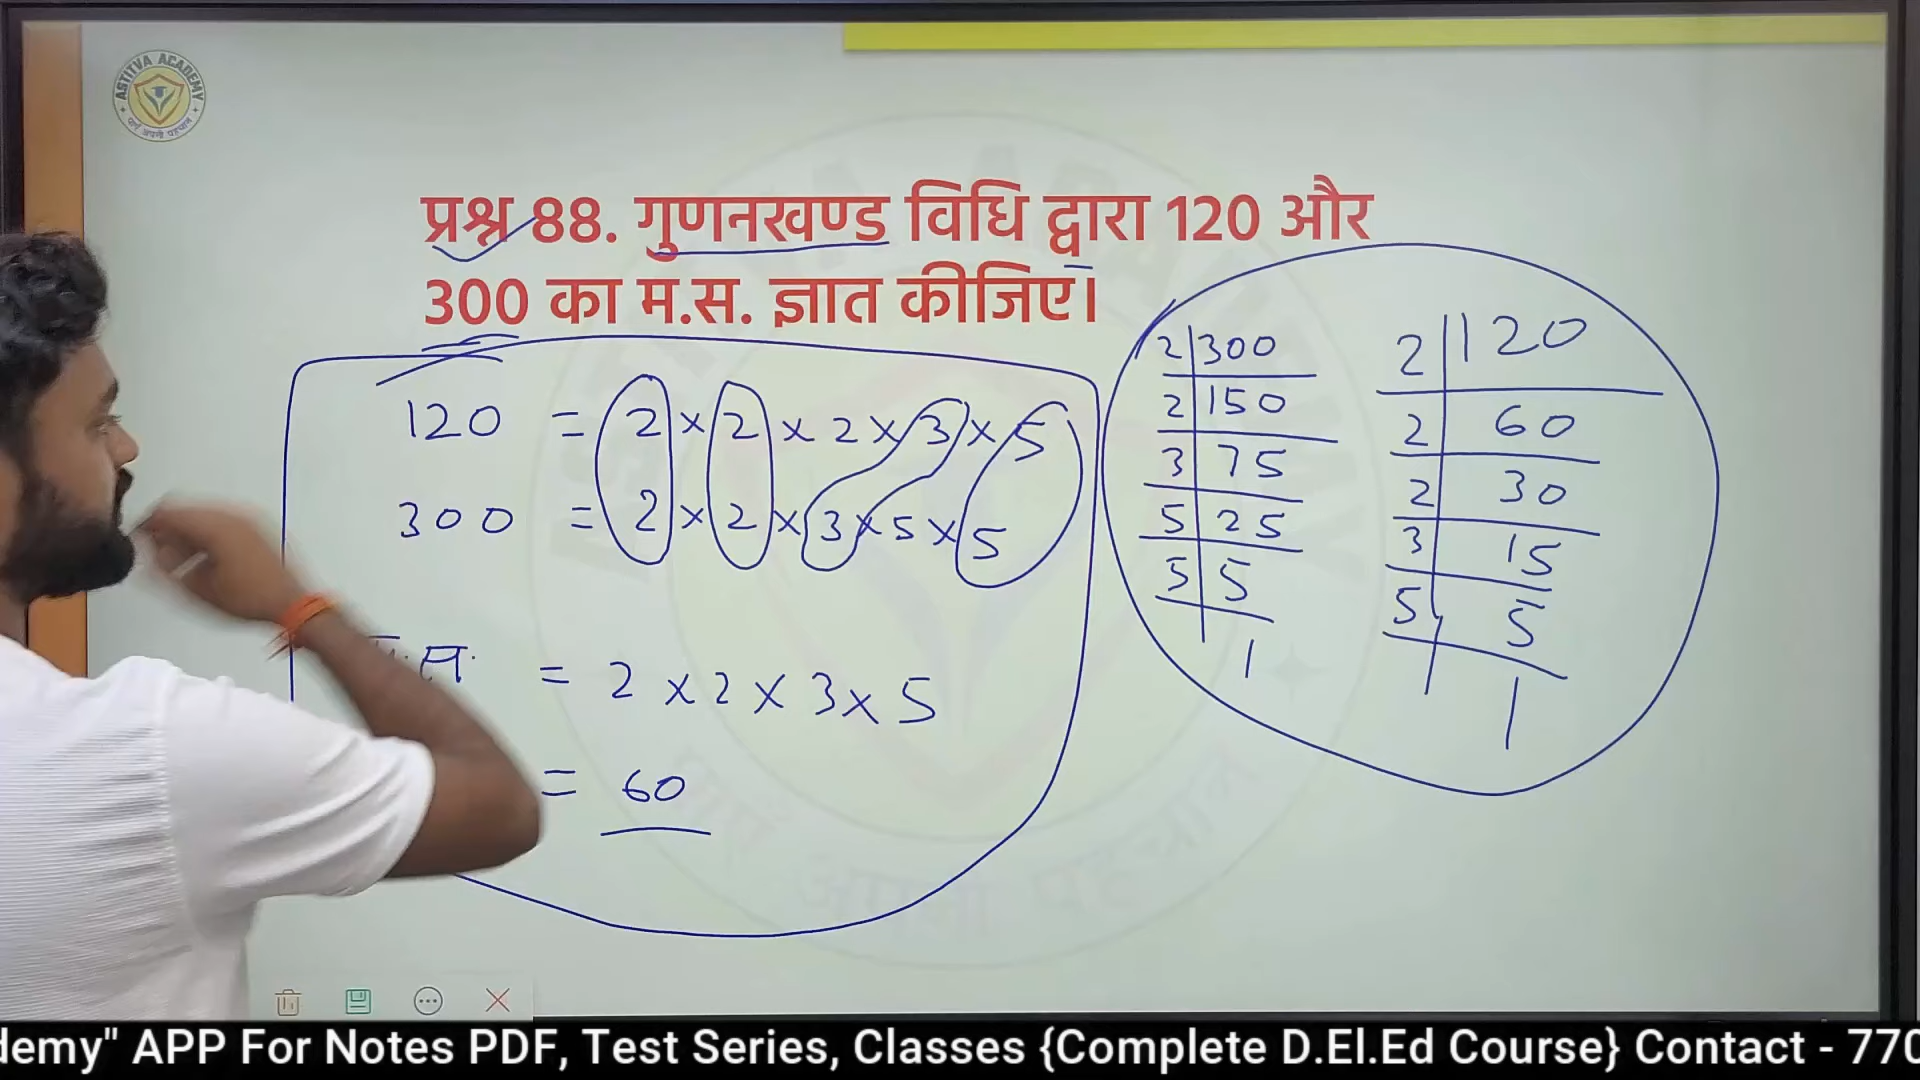 ASTITVA ACADEMY
प्रश्न 88. गुणनखण्ड विधि द्वारा 120 और
300 का म.स. ज्ञात कीजिए।
120 = 2 × 2 × 2 × 3 × 5
300 = 2 × 2 × 3 × 5 × 5
स. = 2 × 2 × 3 × 5
= 60
2 300
2 150
3 75
5 25
5 5
1
2 120
2 60
2 30
3 15
5 5
1
demy" APP For Notes PDF, Test Series, Classes {Complete D.El.Ed Course} Contact - 770